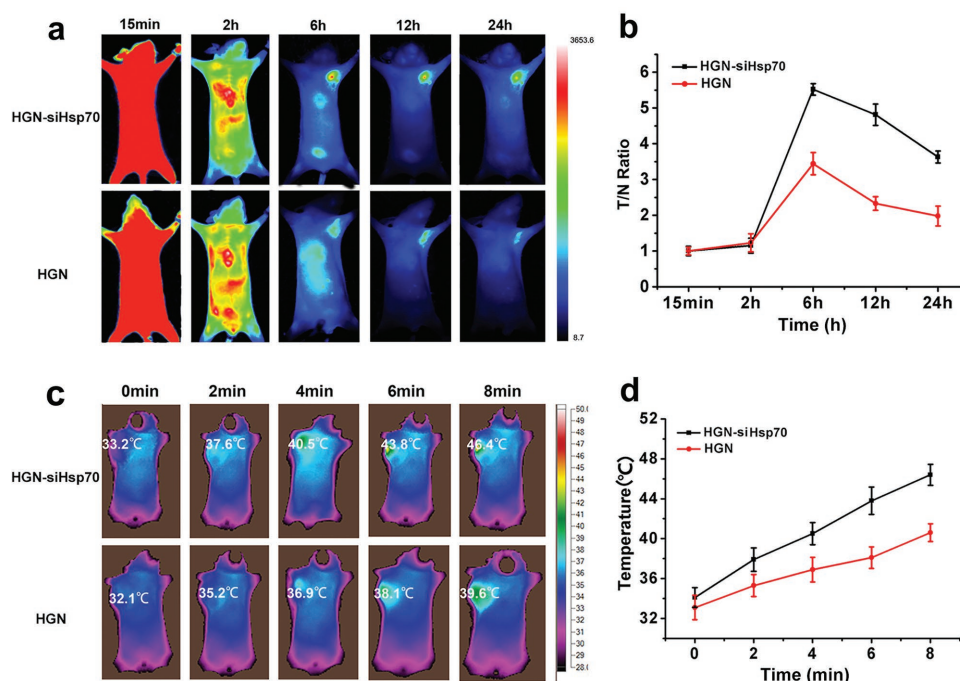 a
15min 2h 6h 12h 24h
HGN-siHsp70
HGN
3653.6
8.7
b
HGN-siHsp70
HGN
T/N Ratio
7
6
5
4
3
2
1
0
15min 2h 6h 12h 24h
Time (h)
c
0min 2min 4min 6min 8min
HGN-siHsp70
33.2℃ 37.6℃ 40.5℃ 43.8℃ 46.4℃
HGN
32.1℃ 35.2℃ 36.9℃ 38.1℃ 39.6℃
50.0
49
48
47
46
45
44
43
42
41
40
39
38
37
36
35
34
33
32
31
30
29
28.0
d
HGN-siHsp70
HGN
Temperature(℃)
52
48
44
40
36
32
0 2 4 6 8
Time (min)